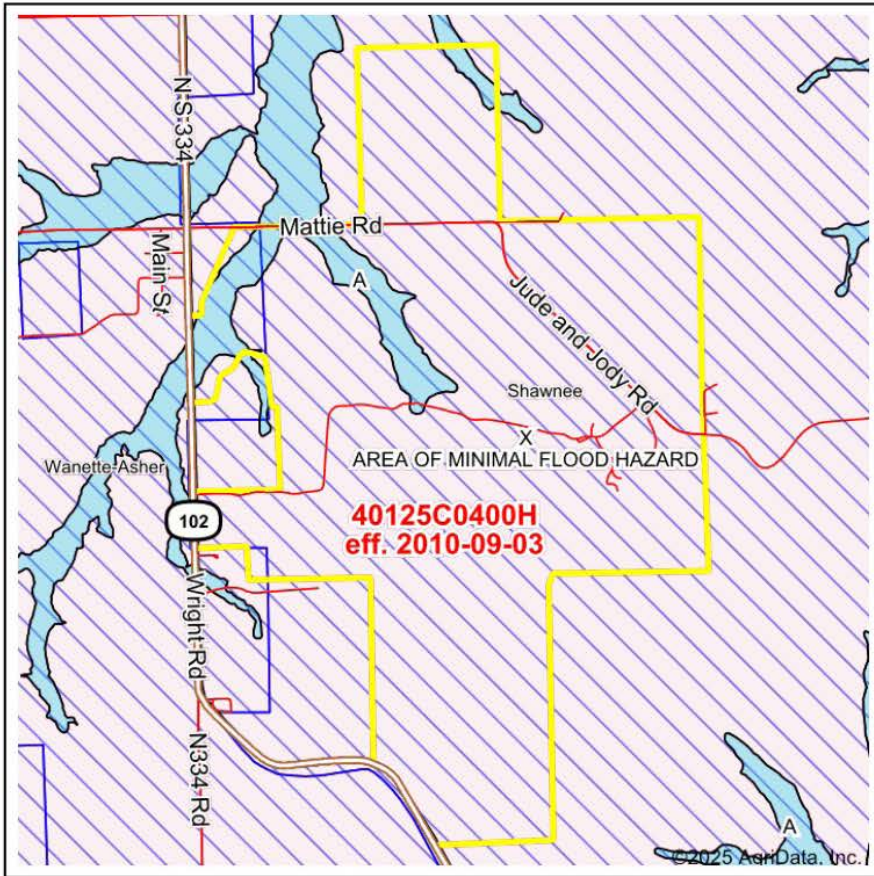 N-S-334
Mattie Rd
Main St
A
Jude and Jody Rd
Shawnee
X
AREA OF MINIMAL FLOOD HAZARD
Wanette-Asher
102
40125C0400H
eff. 2010-09-03
Wright Rd
N334-Rd
A
©2025 AgriData, Inc.